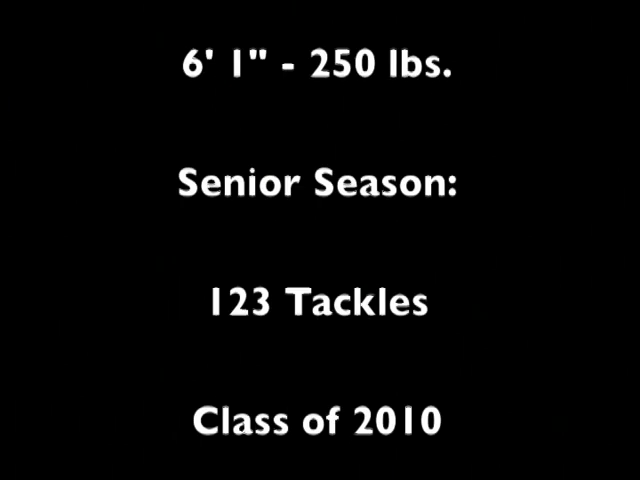 6' 1" - 250 lbs.
Senior Season:
123 Tackles
Class of 2010